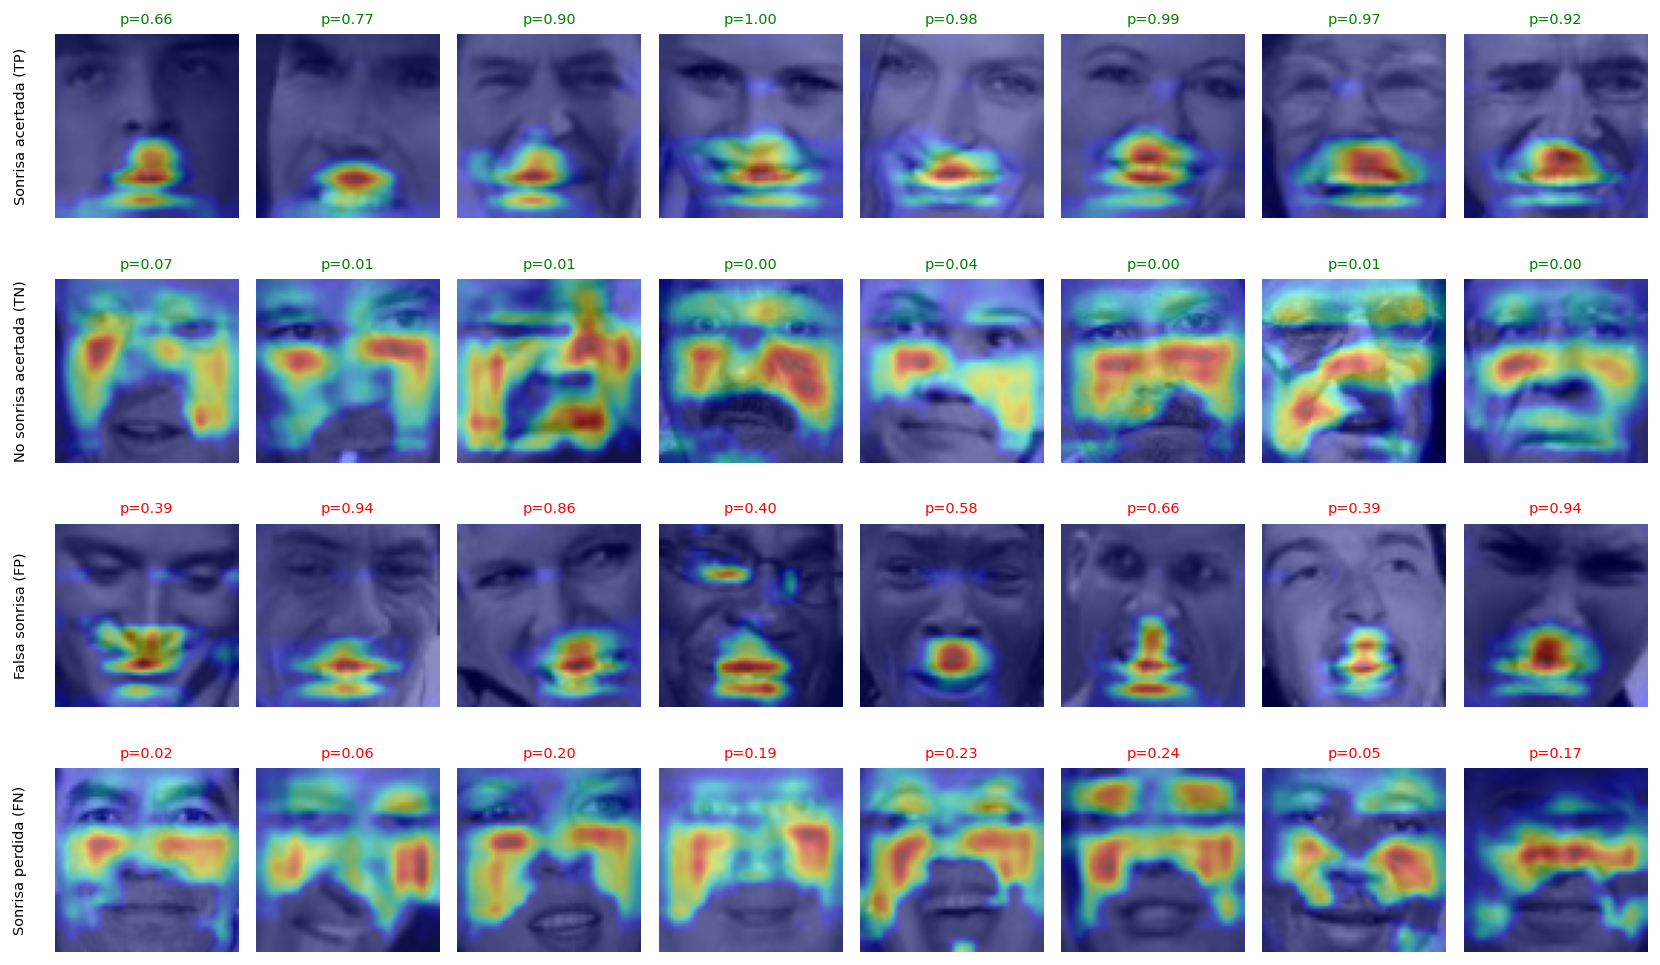 p=0.66 p=0.77 p=0.90 p=1.00 p=0.98 p=0.99 p=0.97 p=0.92
Sonrisa acertada (TP)
p=0.07 p=0.01 p=0.01 p=0.00 p=0.04 p=0.00 p=0.01 p=0.00
No sonrisa acertada (TN)
p=0.39 p=0.94 p=0.86 p=0.40 p=0.58 p=0.66 p=0.39 p=0.94
Falsa sonrisa (FP)
p=0.02 p=0.06 p=0.20 p=0.19 p=0.23 p=0.24 p=0.05 p=0.17
Sonrisa perdida (FN)